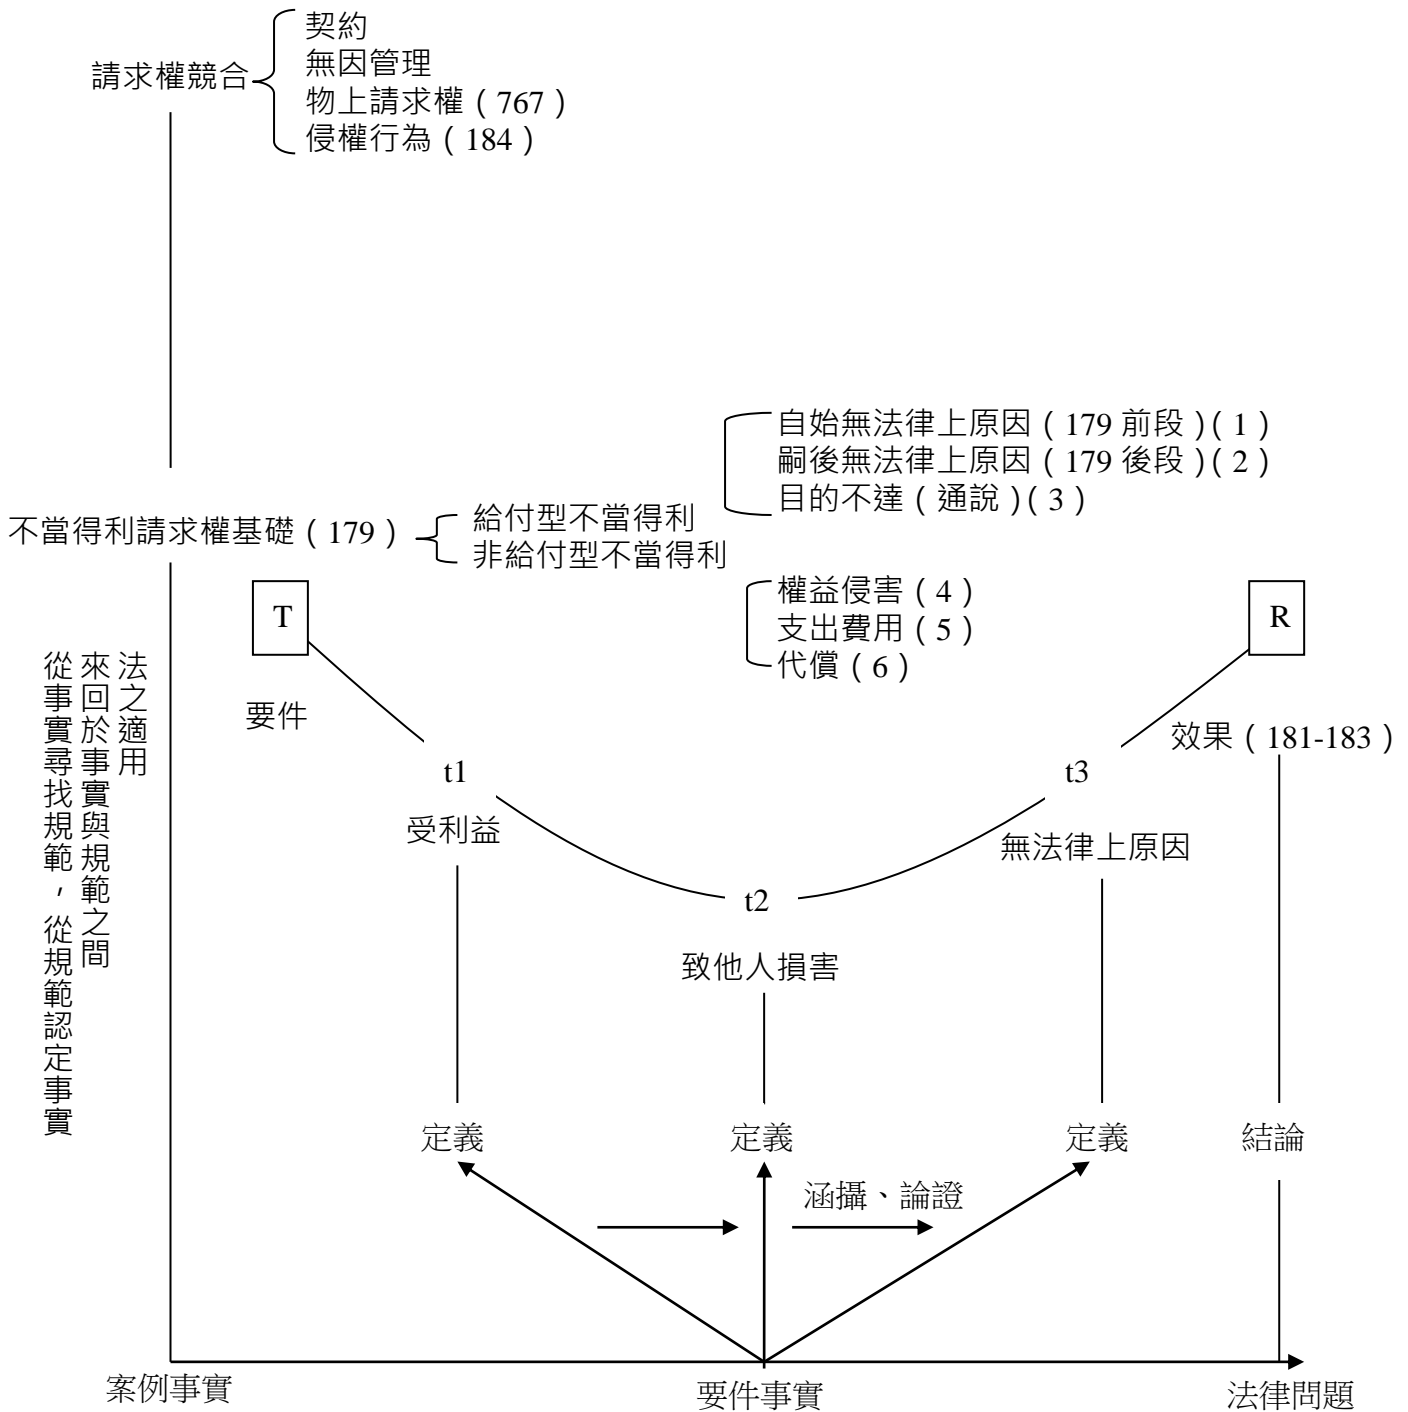 契約
無因管理
請求權競合
物上請求權（767）
侵權行為（184）
自始無法律上原因（179 前段）（1）
嗣後無法律上原因（179 後段）（2）
目的不達（通說）（3）
給付型不當得利
不當得利請求權基礎（179）
非給付型不當得利
權益侵害（4）
支出費用（5）
代償（6）
T
R
法之適用
來回於事實與規範之間
從事實尋找規範，從規範認定事實
要件
效果（181-183）
t1
t3
受利益
無法律上原因
t2
致他人損害
定義
定義
定義
結論
涵攝、論證
案例事實
要件事實
法律問題